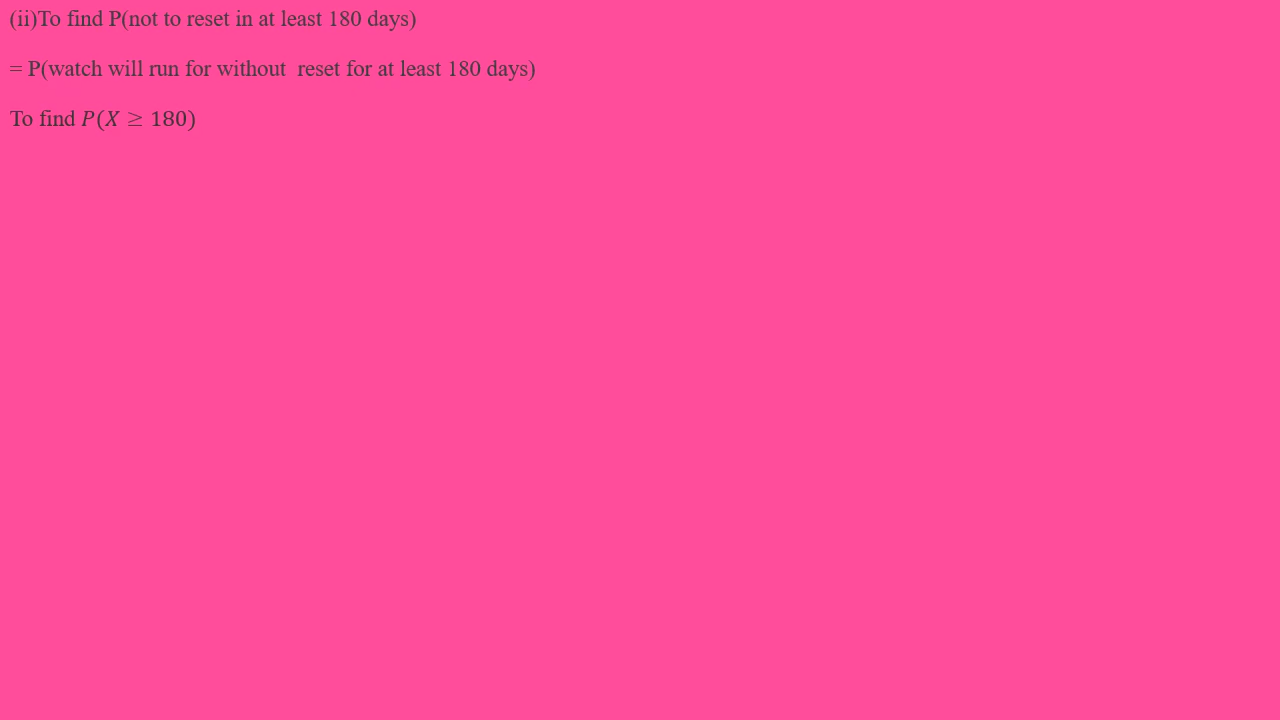 (ii)To find P(not to reset in at least 180 days)
= P(watch will run for without  reset for at least 180 days)
To find P(X ≥ 180)